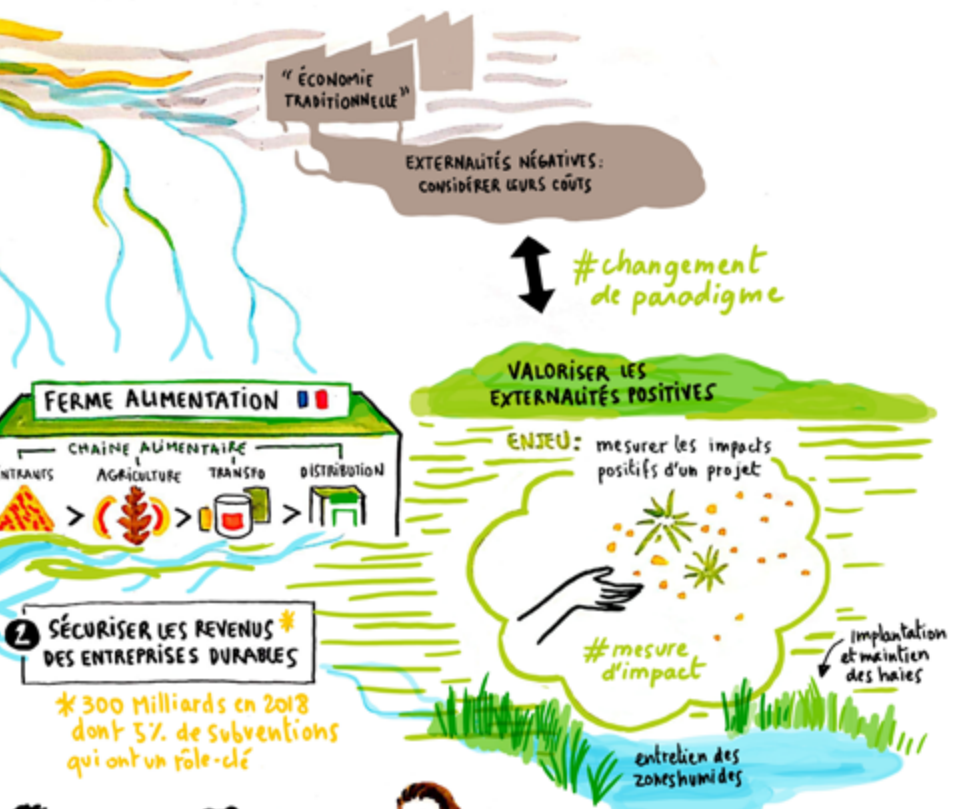 "ÉCONOMIE
TRADITIONNELLE"
EXTERNALITÉS NÉGATIVES:
CONSIDÉRER LEURS COÛTS
#changement
de paradigme
VALORISER LES
EXTERNALITÉS POSITIVES
ENJEU: mesurer les impacts
positifs d'un projet
#mesure
d'impact
Implantation
et maintien
des haies
entretien des
zones humides
FERME ALIMENTATION
CHAÎNE ALIMENTAIRE
NTRANTS > AGRICULTURE > TRANSFO > DISTRIBUTION
2 SÉCURISER LES REVENUS*
DES ENTREPRISES DURABLES
* 300 Milliards en 2018
dont 5% de subventions
qui ont un rôle-clé